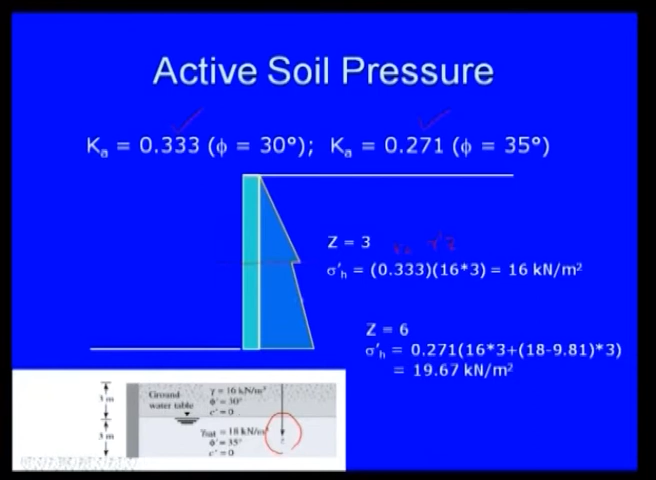 Active Soil Pressure
Kₐ = 0.333 (ϕ = 30°); Kₐ = 0.271 (ϕ = 35°)
Z = 3
σ'ₕ = (0.333)(16*3) = 16 kN/m²
Z = 6
σ'ₕ = 0.271(16*3+(18-9.81)*3)
= 19.67 kN/m²
3 m
Ground
water table
γ = 16 kN/m³
ϕ' = 30°
c' = 0
3 m
γsat = 18 kN/m³
ϕ' = 35°
c' = 0
z